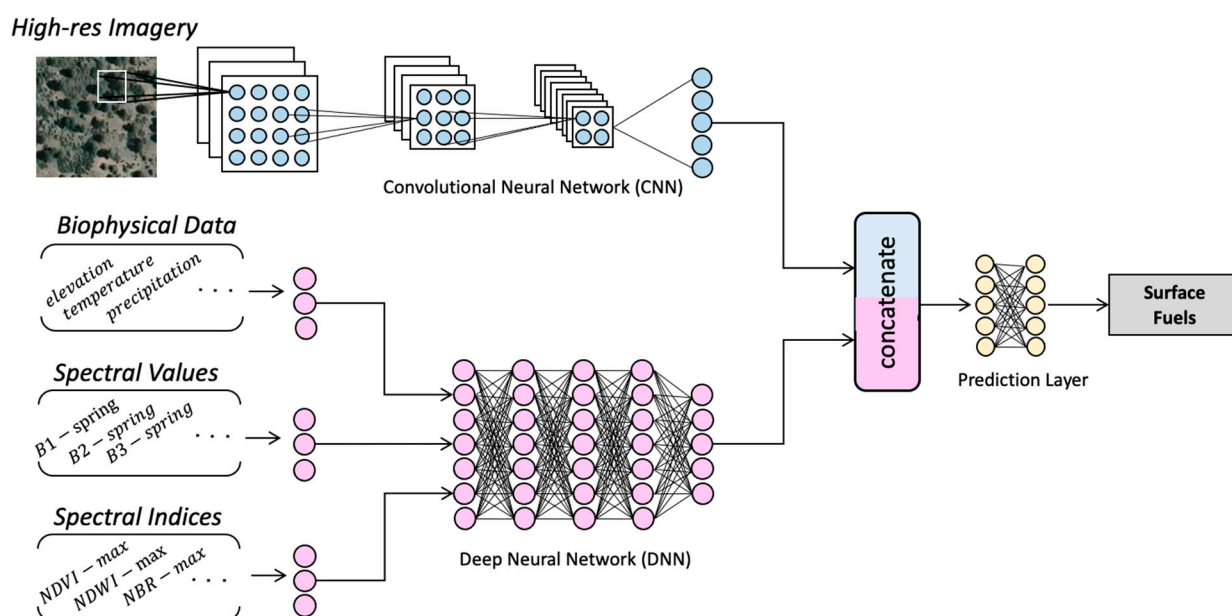 High-res Imagery
Convolutional Neural Network (CNN)
Biophysical Data
elevation
temperature
precipitation
. . .
Spectral Values
B1 – spring
B2 – spring
B3 – spring
. . .
Spectral Indices
NDVI – max
NDWI – max
NBR – max
. . .
Deep Neural Network (DNN)
concatenate
Prediction Layer
Surface
Fuels